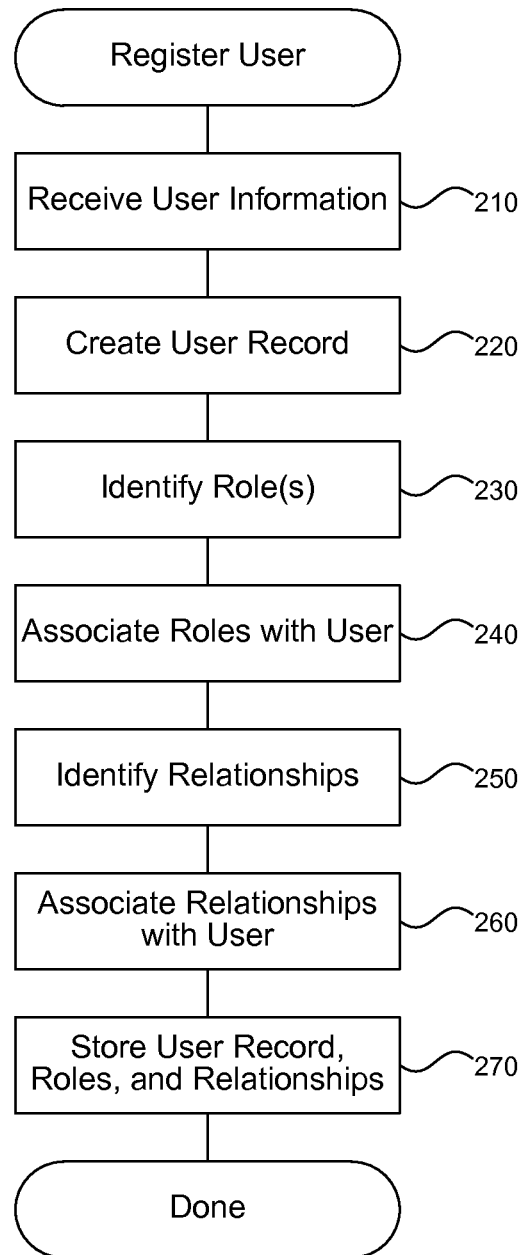 Register User
Receive User Information
210
Create User Record
220
Identify Role(s)
230
Associate Roles with User
240
Identify Relationships
250
Associate Relationships
with User
260
Store User Record,
Roles, and Relationships
270
Done